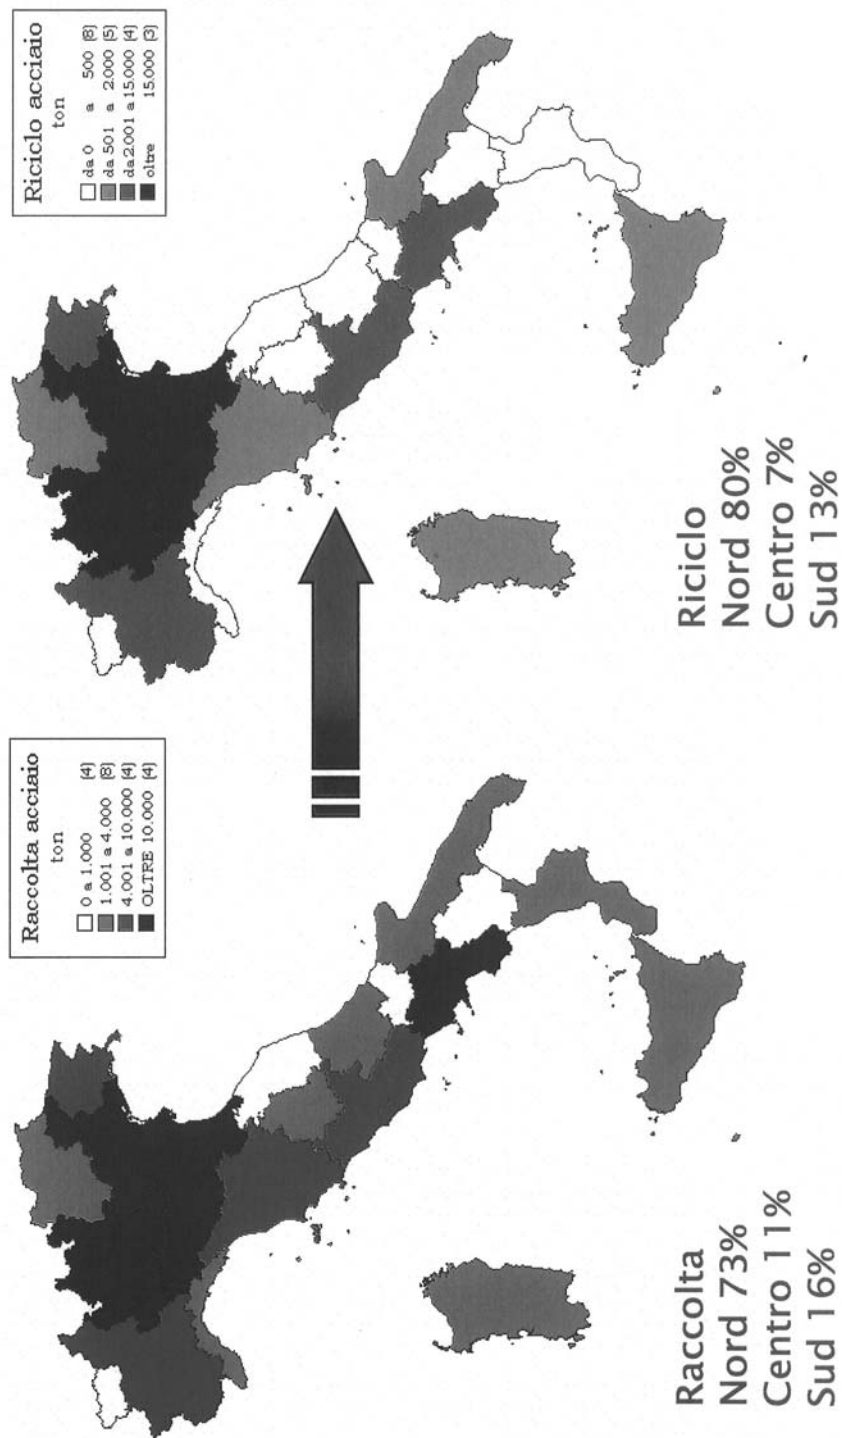 Raccolta acciaio
ton
0 a 1.000 (4)
1.001 a 4.000 (8)
4.001 a 10.000 (4)
OLTRE 10.000 (4)
Raccolta
Nord 73%
Centro 11%
Sud 16%
Riciclo acciaio
ton
da 0 a 500 (8)
da 501 a 2.000 (5)
da 2.001 a 15.000 (4)
oltre 15.000 (3)
Riciclo
Nord 80%
Centro 7%
Sud 13%